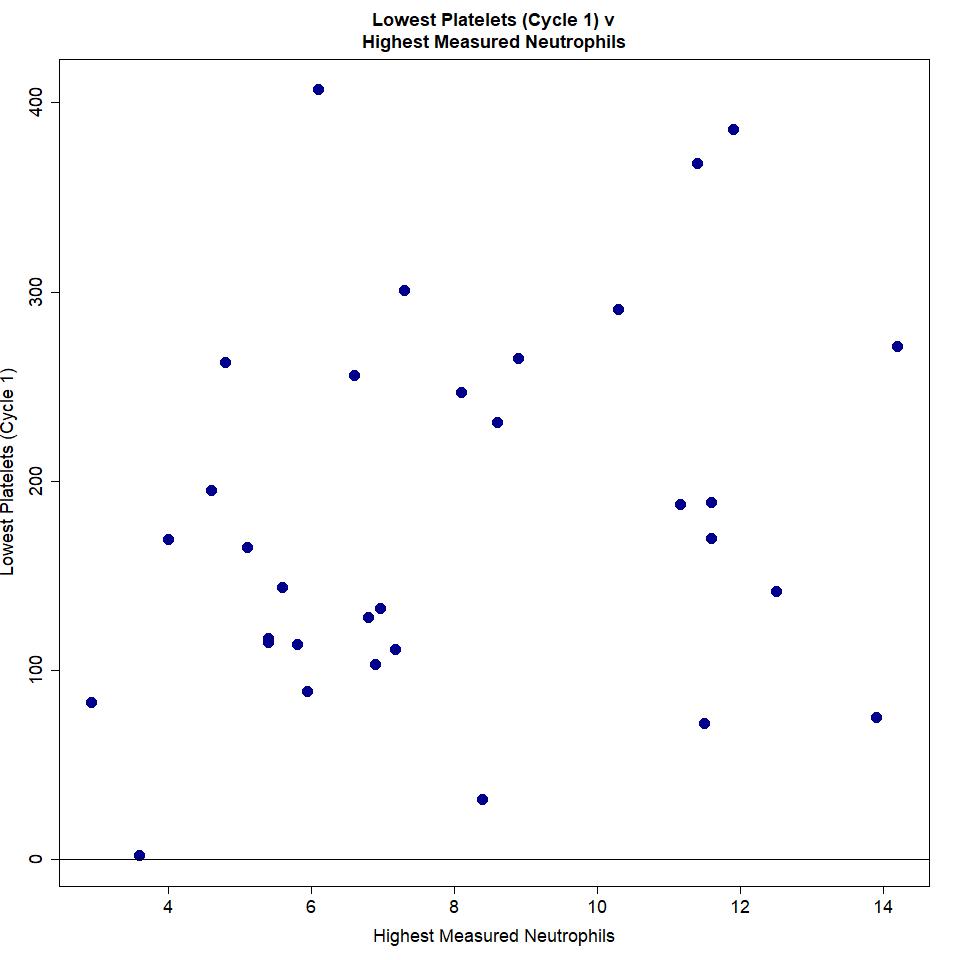 Lowest Platelets (Cycle 1) v
Highest Measured Neutrophils
400
300
200
100
0
Lowest Platelets (Cycle 1)
4 6 8 10 12 14
Highest Measured Neutrophils